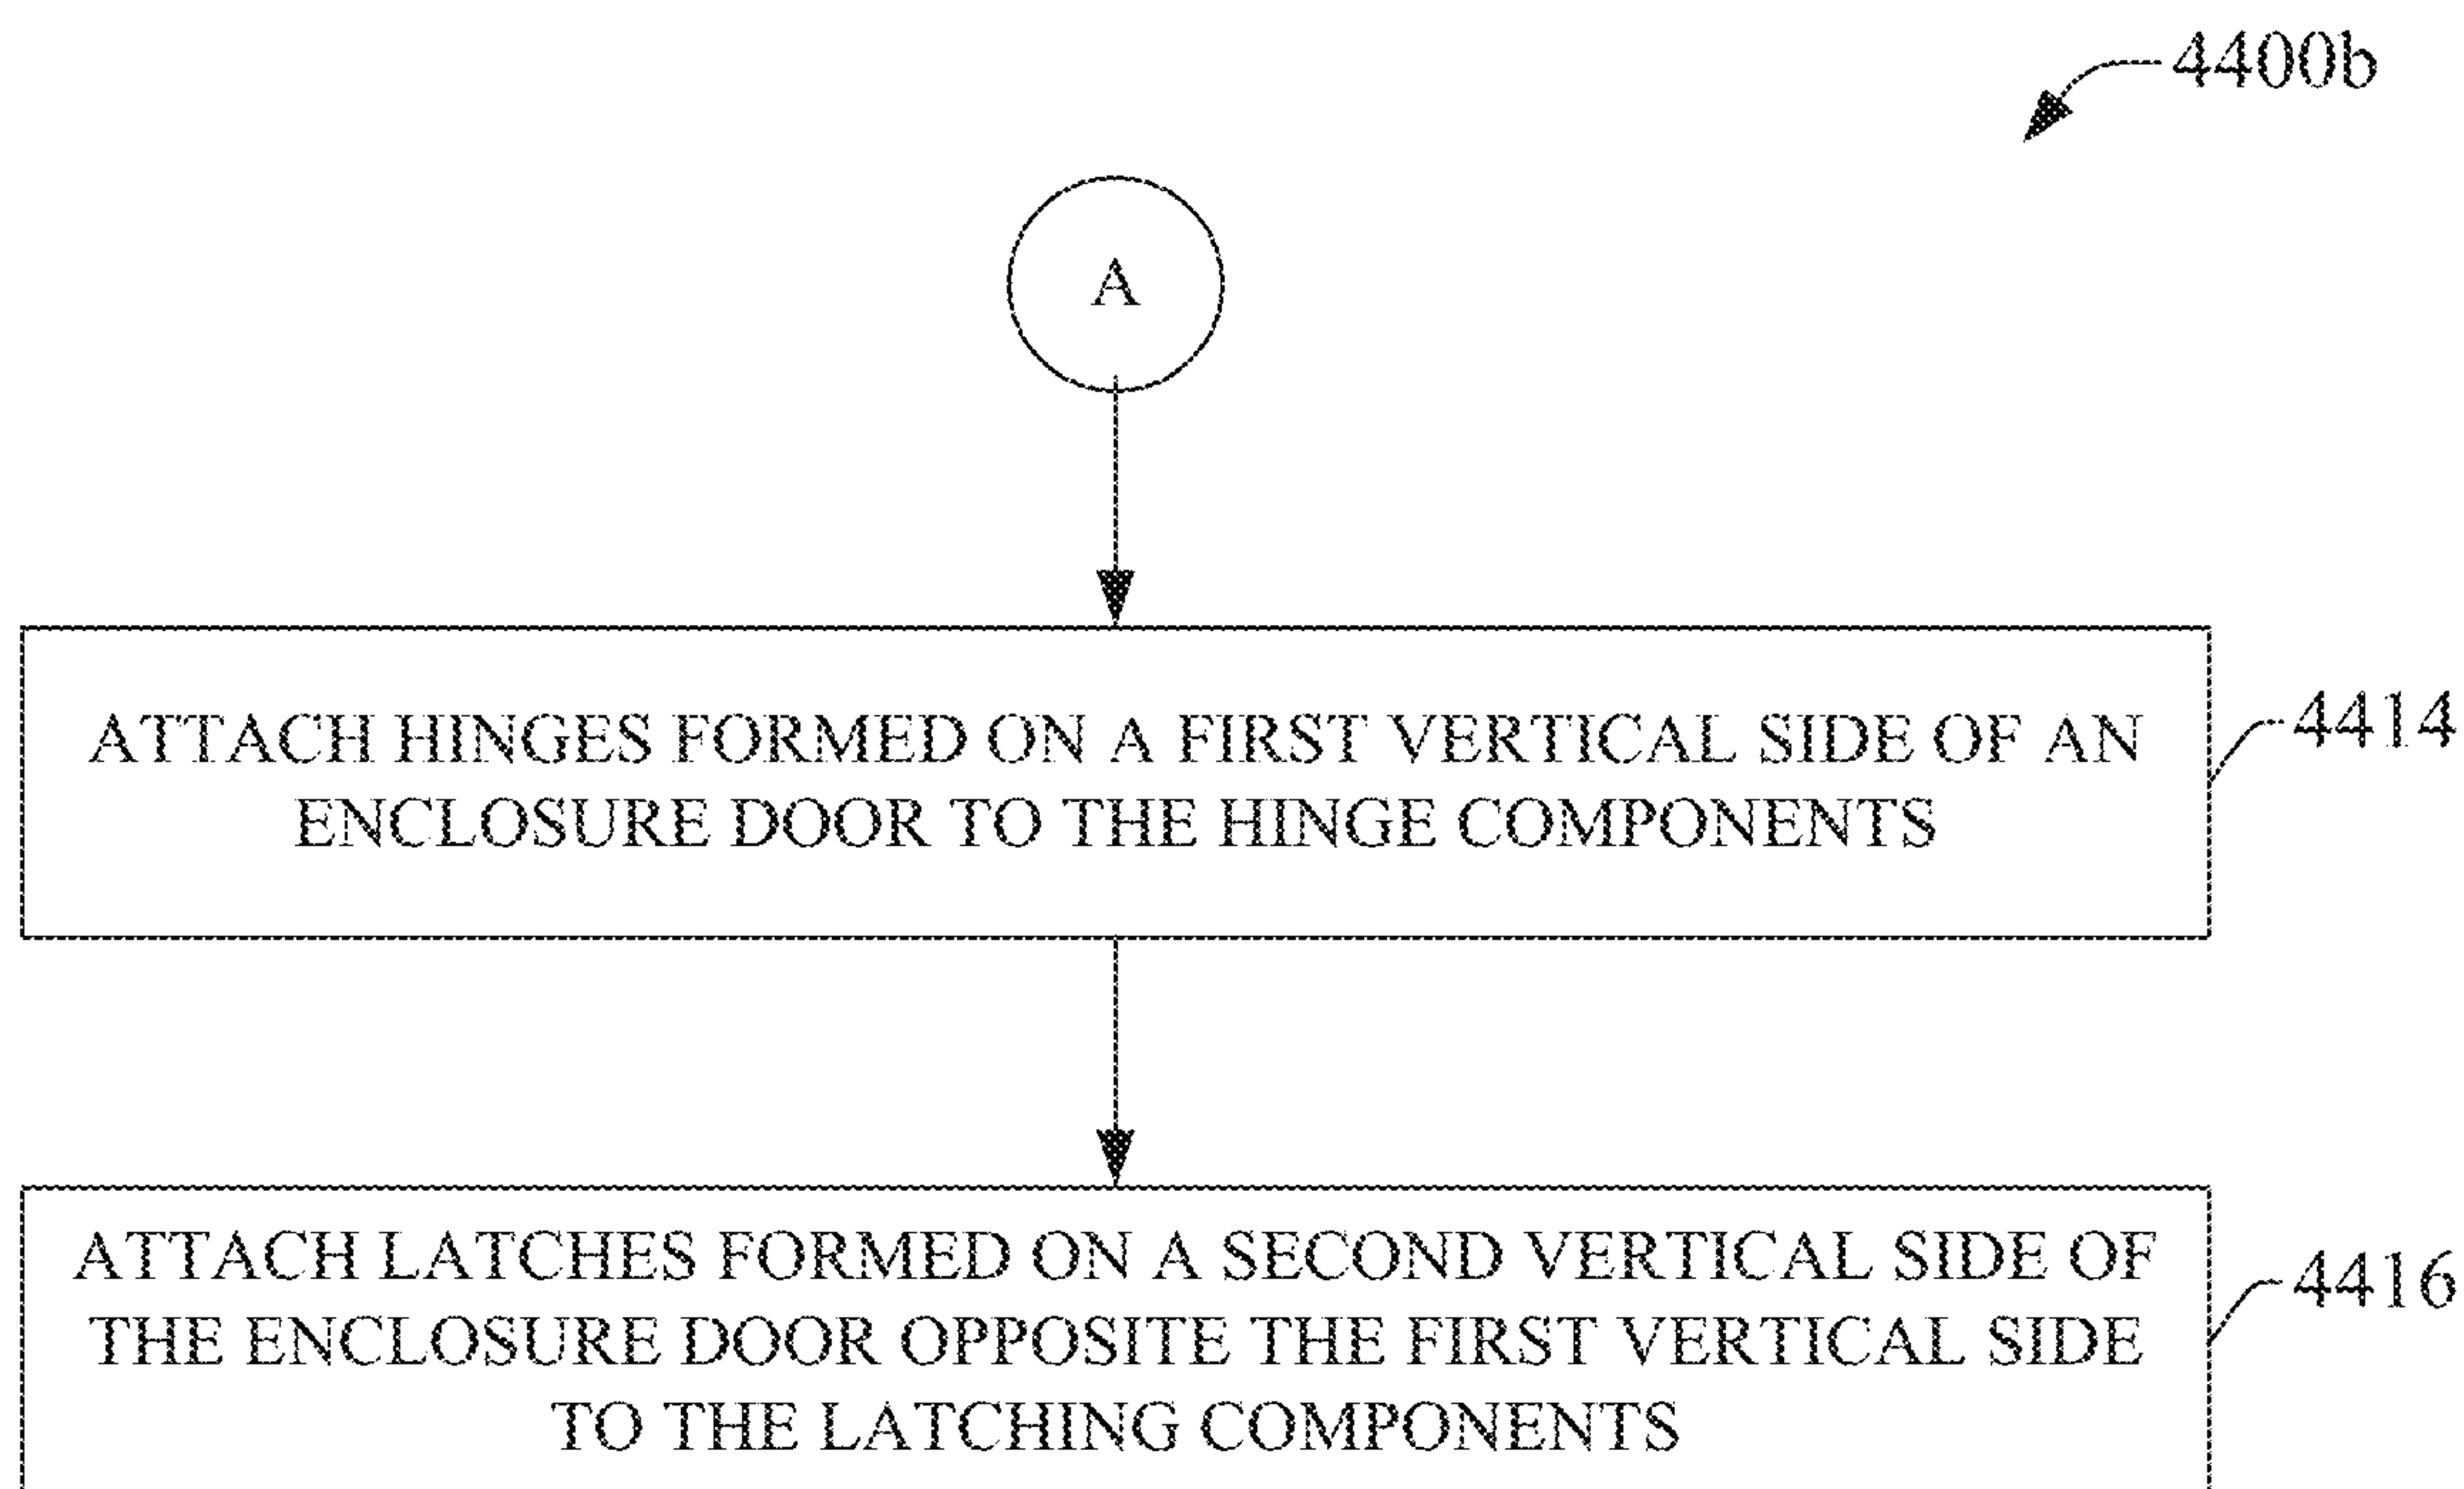 4400b
A
ATTACH HINGES FORMED ON A FIRST VERTICAL SIDE OF AN
ENCLOSURE DOOR TO THE HINGE COMPONENTS
4414
ATTACH LATCHES FORMED ON A SECOND VERTICAL SIDE OF
THE ENCLOSURE DOOR OPPOSITE THE FIRST VERTICAL SIDE
TO THE LATCHING COMPONENTS
4416